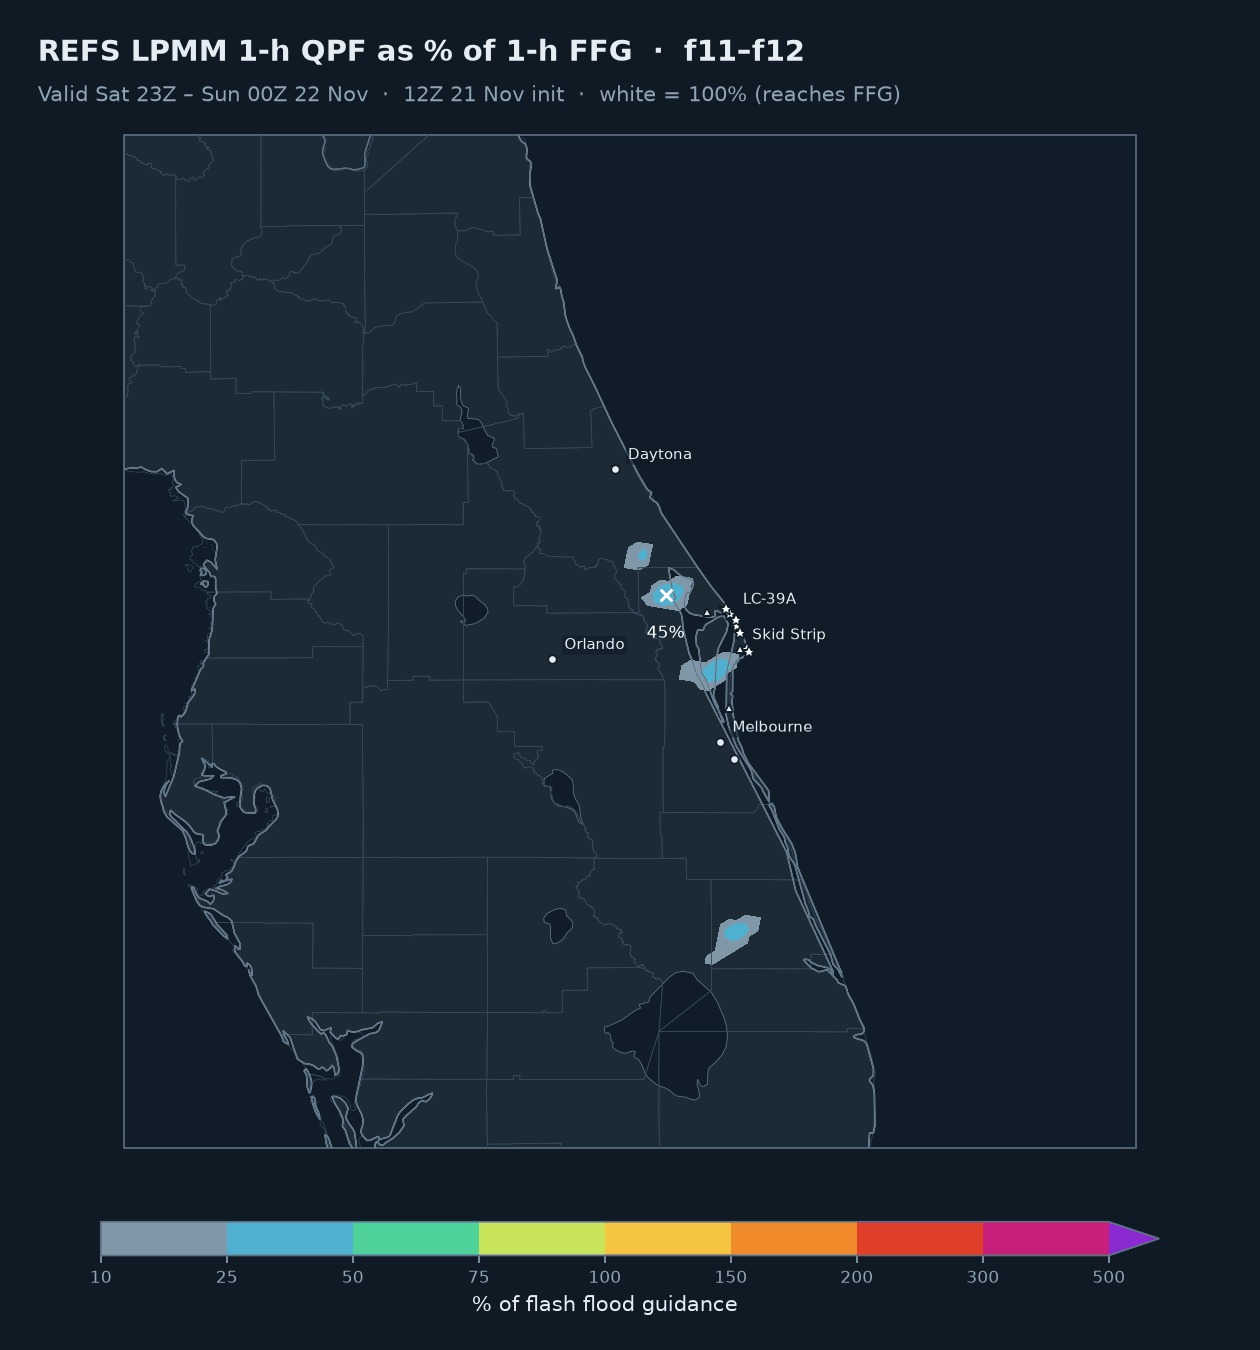 REFS LPMM 1-h QPF as % of 1-h FFG · f11–f12
Valid Sat 23Z – Sun 00Z 22 Nov · 12Z 21 Nov init · white = 100% (reaches FFG)
Daytona
LC-39A
45%
Skid Strip
Orlando
Melbourne
10 25 50 75 100 150 200 300 500
% of flash flood guidance